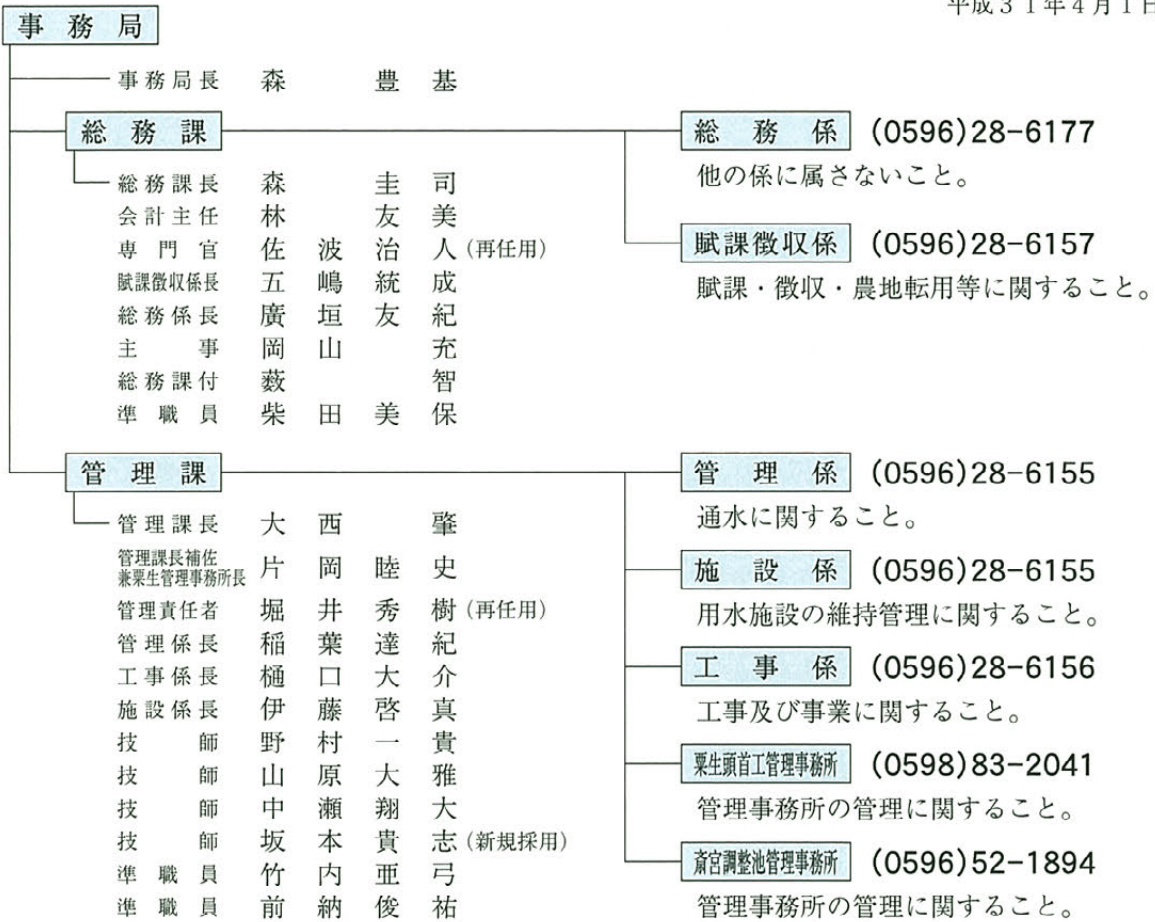 平成31年4月1日
事務局
事務局長 森 豊基
総務課
総務課長 森 圭司
会計主任 林 友美
専門官 佐波治人(再任用)
賦課徴収係長 五嶋統成
総務係長 廣垣友紀
主事 岡山 充
総務課付 薮 智
準職員 柴田美保
総務係 (0596)28-6177
他の係に属さないこと。
賦課徴収係 (0596)28-6157
賦課・徴収・農地転用等に関すること。
管理課
管理課長 大西 肇
管理課長補佐
兼粟生管理事務所長 片岡睦史
管理責任者 堀井秀樹(再任用)
管理係長 稲葉達紀
工事係長 樋口大介
施設係長 伊藤啓真
技師 野村一貴
技師 山原大雅
技師 中瀬翔大
技師 坂本貴志(新規採用)
準職員 竹内亜弓
準職員 前納俊祐
管理係 (0596)28-6155
通水に関すること。
施設係 (0596)28-6155
用水施設の維持管理に関すること。
工事係 (0596)28-6156
工事及び事業に関すること。
粟生頭首工管理事務所 (0598)83-2041
管理事務所の管理に関すること。
斎宮調整池管理事務所 (0596)52-1894
管理事務所の管理に関すること。